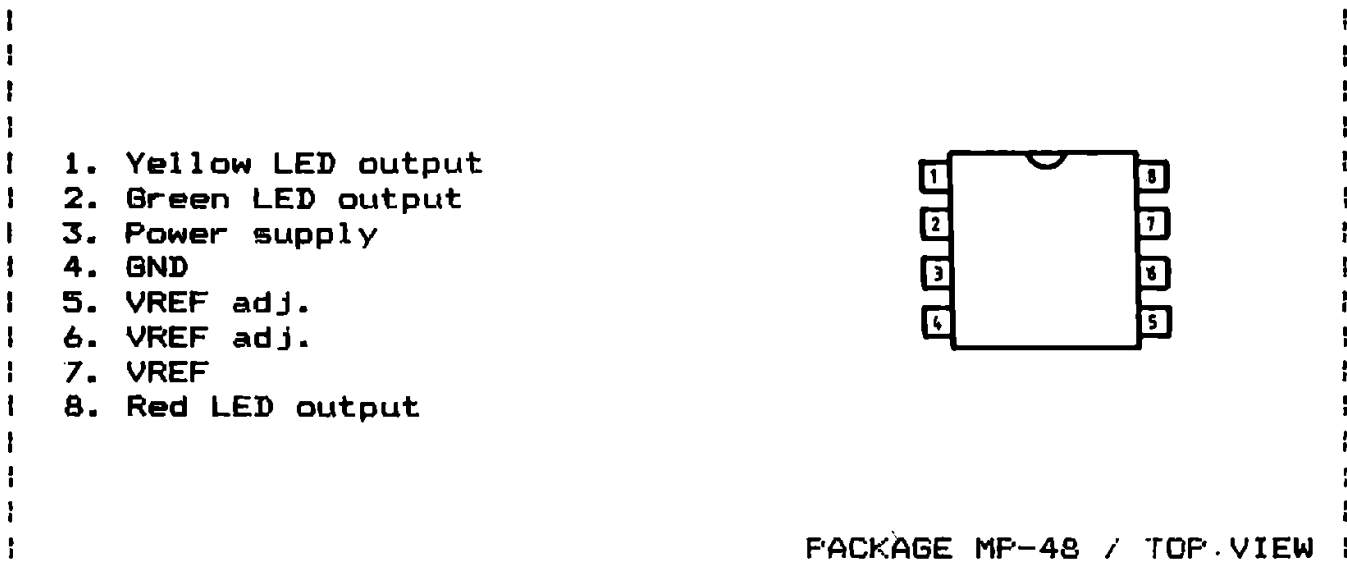 1. Yellow LED output
2. Green LED output
3. Power supply
4. GND
5. VREF adj.
6. VREF adj.
7. VREF
8. Red LED output
1 8
2 7
3 6
4 5
PACKAGE MP-48 / TOP VIEW